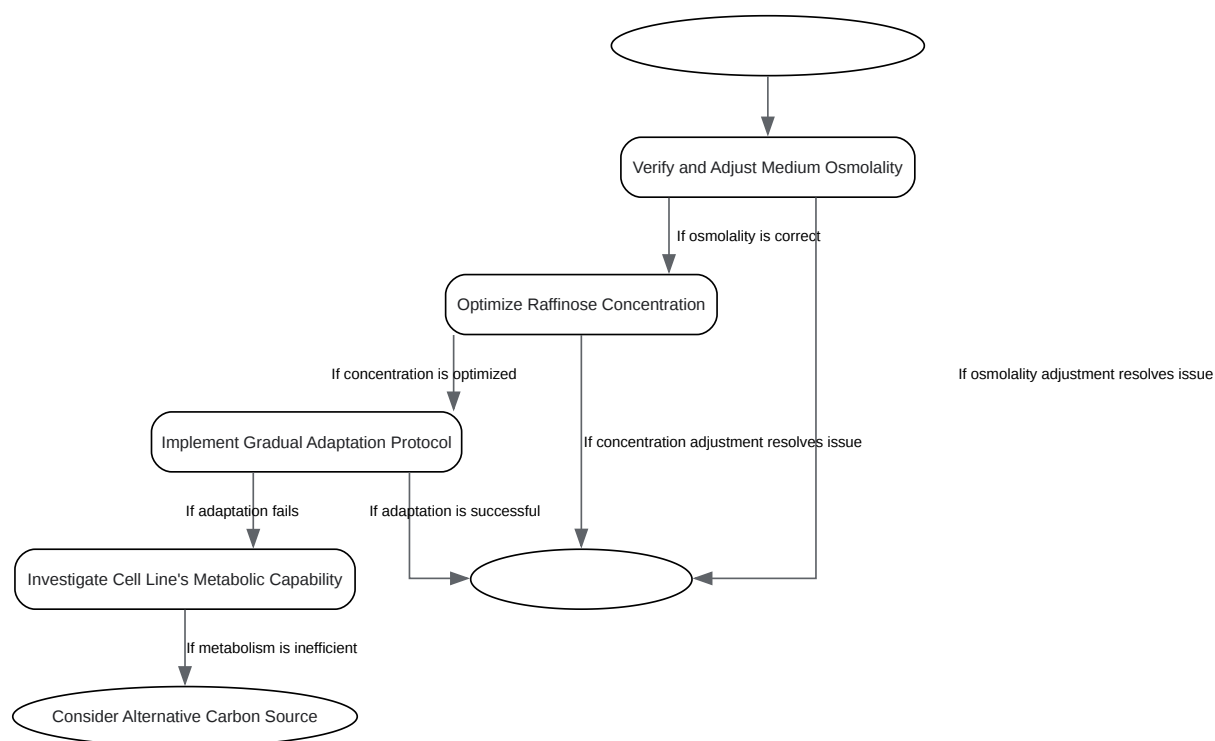 Verify and Adjust Medium Osmolality
If osmolality is correct
Optimize Raffinose Concentration
If concentration is optimized
If osmolality adjustment resolves issue
Implement Gradual Adaptation Protocol
If concentration adjustment resolves issue
If adaptation fails
If adaptation is successful
Investigate Cell Line's Metabolic Capability
If metabolism is inefficient
Consider Alternative Carbon Source